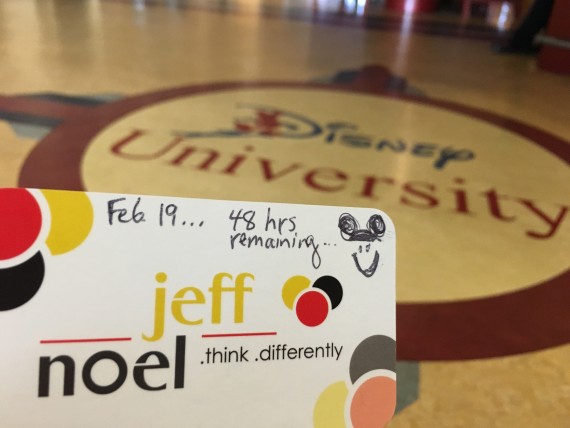 Disney
University
Feb 19... 48 hrs
remaining...
jeff
noel .think .differently